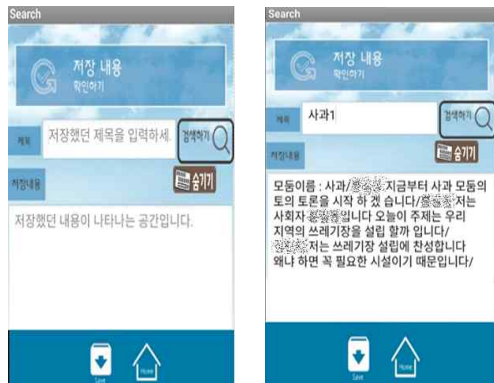 Search
저장 내용
확인하기
제목
저장했던 제목을 입력하세.
검색하기
저장내용
숨기기
저장했던 내용이 나타나는 공간입니다.
Save
Home
Search
저장 내용
확인하기
제목
사과1
검색하기
저장내용
숨기기
모둠이름 : 사과/ 지금부터 사과 모둠의
토의 토론을 시작 하 겠 습니다/ 저는
사회자 입니다 오늘이 주제는 우리
지역의 쓰레기장을 설립 할까 입니다/
저는 쓰레기장 설립에 찬성합니다
왜냐 하면 꼭 필요한 시설이기 때문입니다/
Save
Home